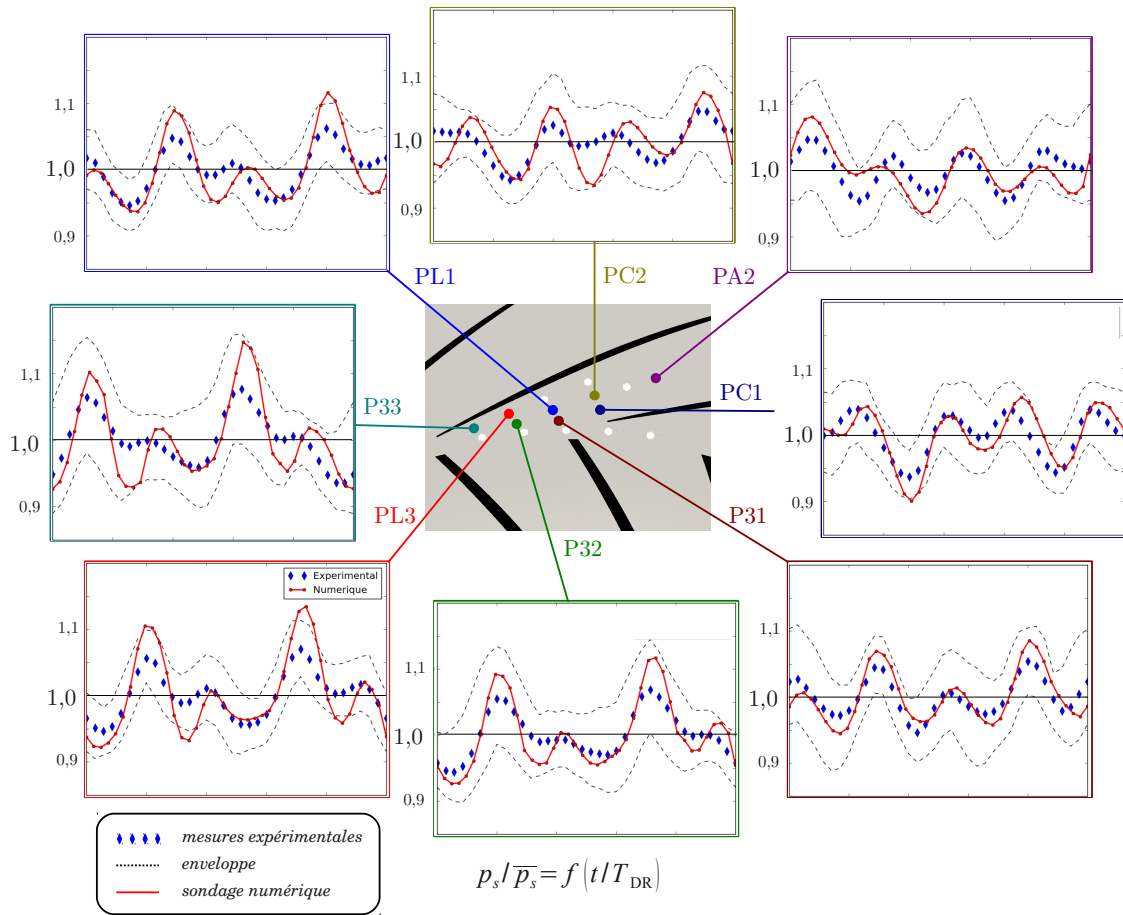 1,1
1,0
0,9
1,1
1,0
0,9
1,1
1,0
0,9
PL1
PC2
PA2
1,1
1,0
0,9
P33
PC1
1,1
1,0
0,9
PL3
P32
P31
Experimental
Numerique
1,1
1,0
0,9
1,1
1,0
0,9
1,1
1,0
0,9
mesures expérimentales
enveloppe
sondage numérique
p_s / \overline{p_s} = f(t / T_DR)